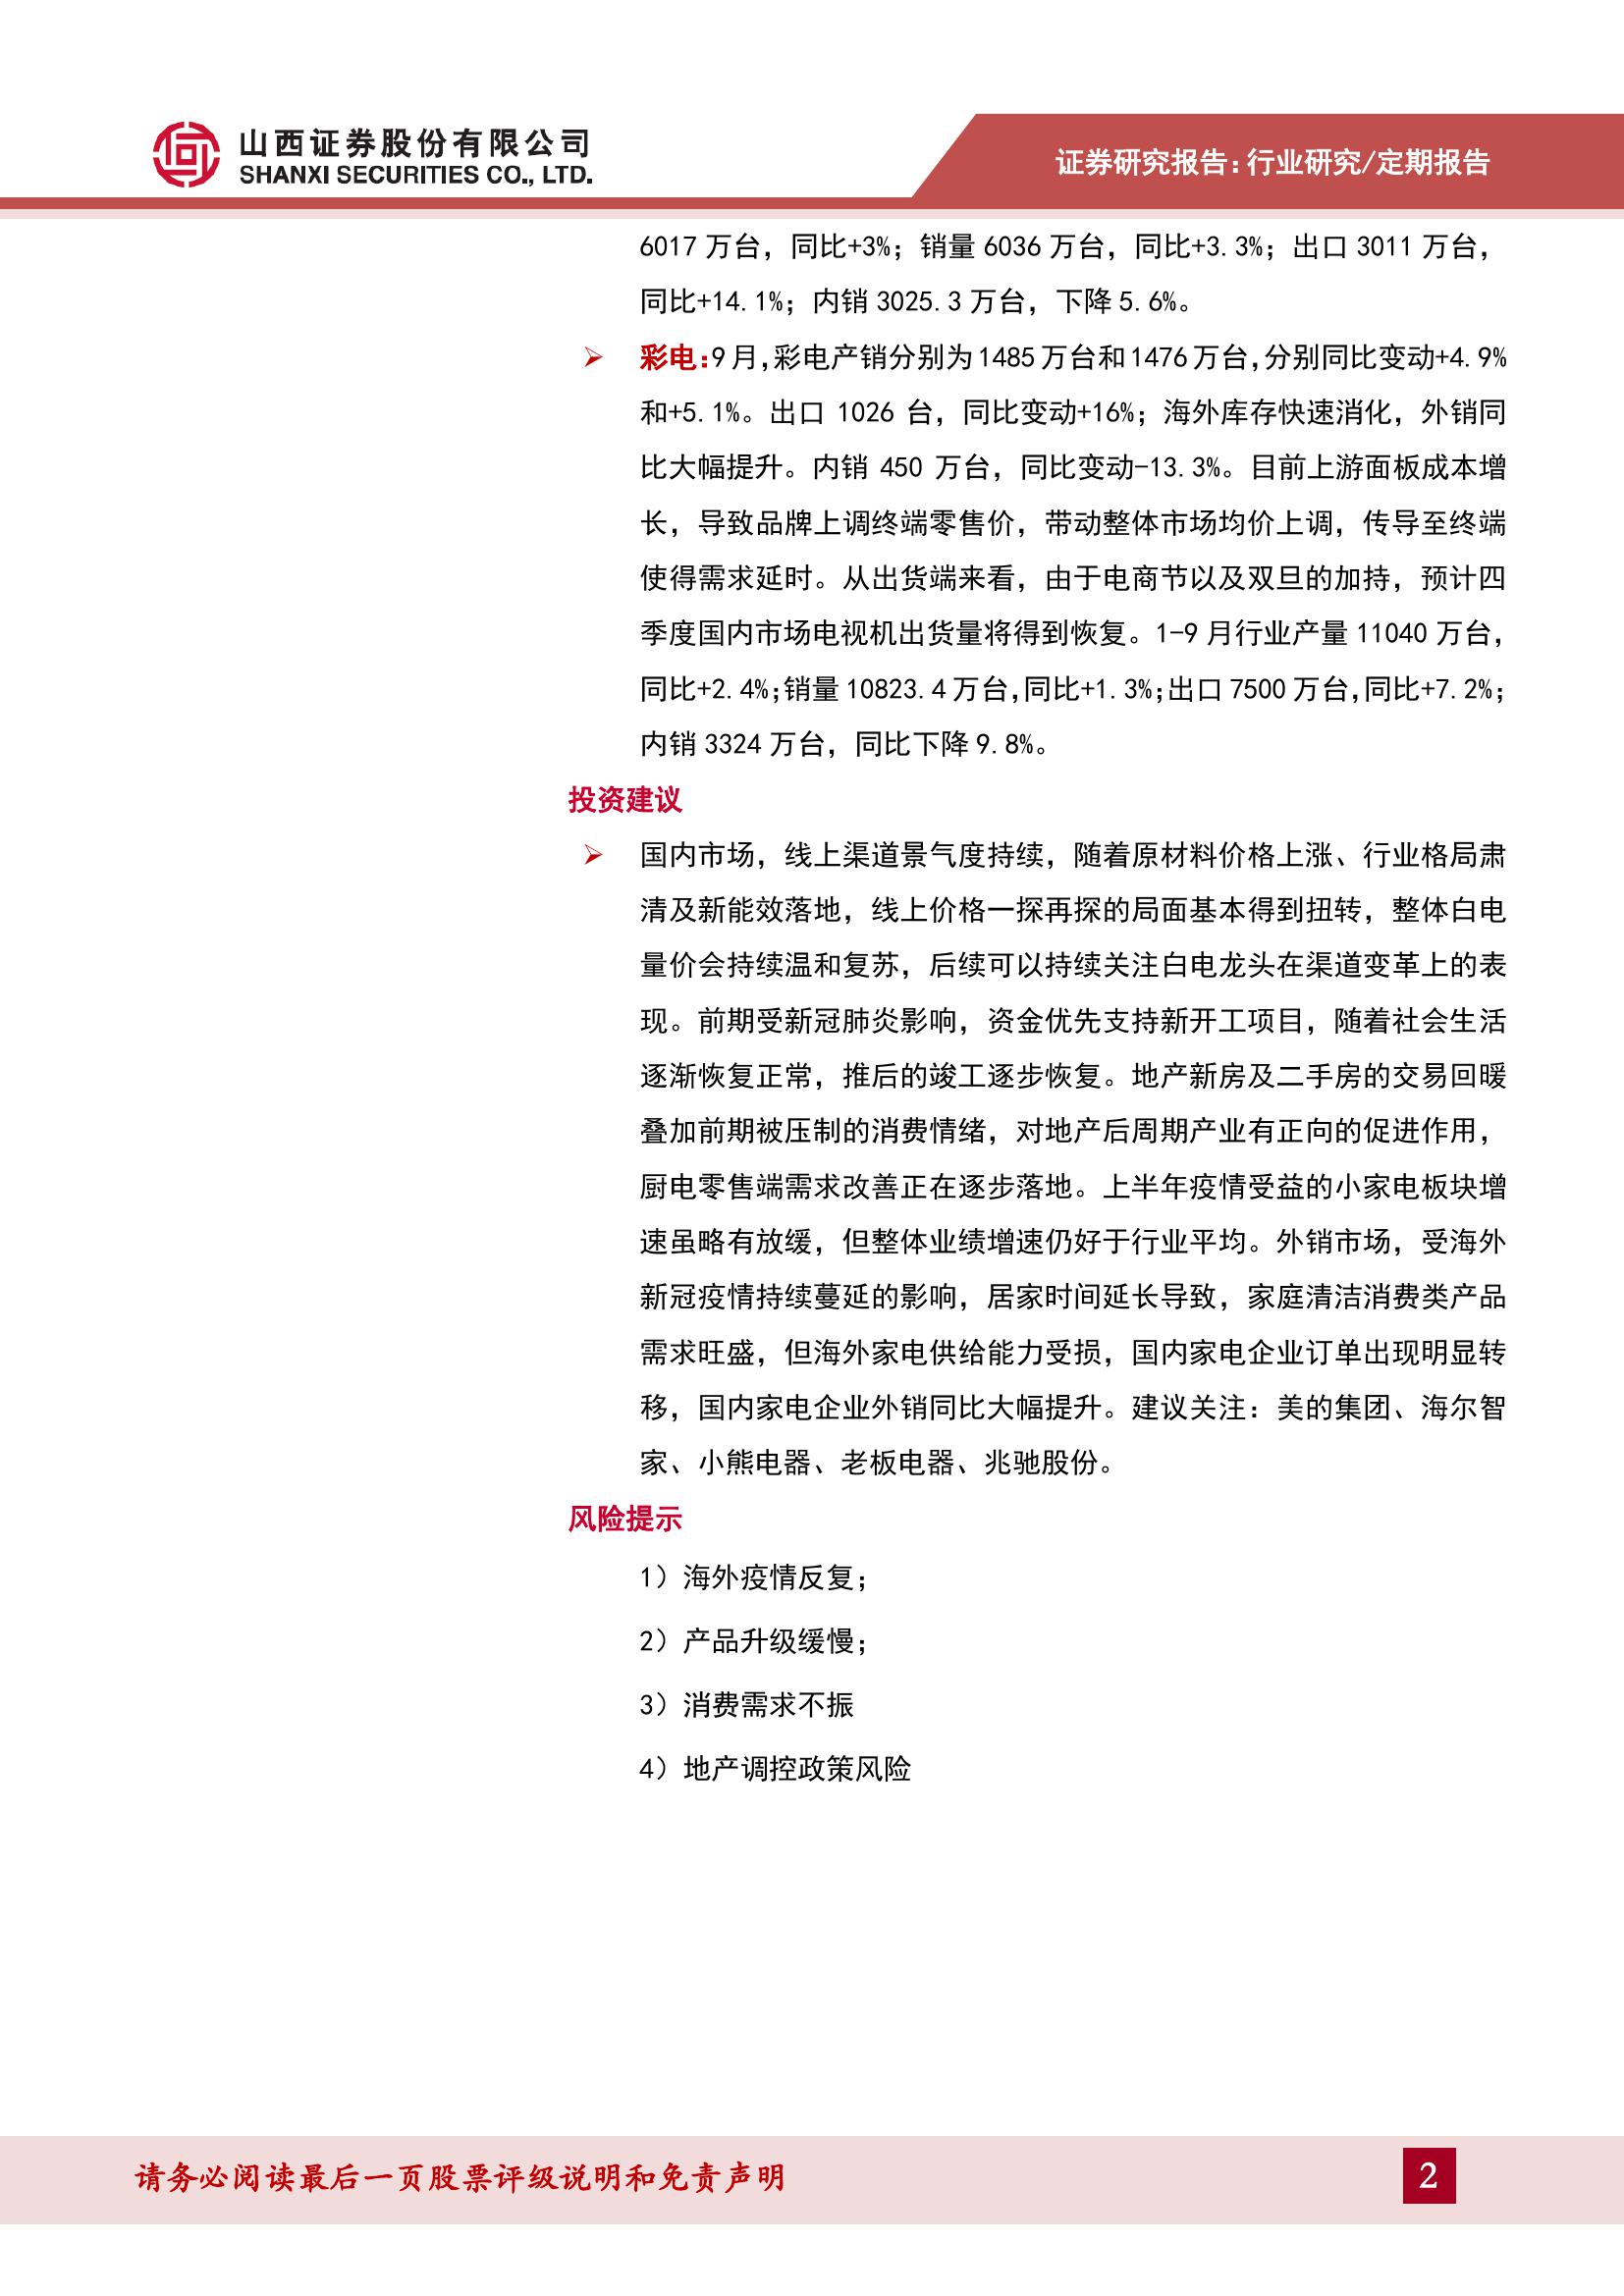 山西证券股份有限公司
SHANXI SECURITIES CO., LTD.
证券研究报告:行业研究/定期报告
6017 万台，同比+3%；销量 6036 万台，同比+3.3%；出口 3011 万台，
同比+14.1%；内销 3025.3 万台，下降 5.6%。
➢ 彩电：9 月，彩电产销分别为 1485 万台和 1476 万台，分别同比变动+4.9%
和+5.1%。出口 1026 台，同比变动+16%；海外库存快速消化，外销同
比大幅提升。内销 450 万台，同比变动-13.3%。目前上游面板成本增
长，导致品牌上调终端零售价，带动整体市场均价上调，传导至终端
使得需求延时。从出货端来看，由于电商节以及双旦的加持，预计四
季度国内市场电视机出货量将得到恢复。1-9 月行业产量 11040 万台，
同比+2.4%；销量 10823.4 万台，同比+1.3%；出口 7500 万台，同比+7.2%；
内销 3324 万台，同比下降 9.8%。
投资建议
➢ 国内市场，线上渠道景气度持续，随着原材料价格上涨、行业格局肃
清及新能效落地，线上价格一探再探的局面基本得到扭转，整体白电
量价会持续温和复苏，后续可以持续关注白电龙头在渠道变革上的表
现。前期受新冠肺炎影响，资金优先支持新开工项目，随着社会生活
逐渐恢复正常，推后的竣工逐步恢复。地产新房及二手房的交易回暖
叠加前期被压制的消费情绪，对地产后周期产业有正向的促进作用，
厨电零售端需求改善正在逐步落地。上半年疫情受益的小家电板块增
速虽略有放缓，但整体业绩增速仍好于行业平均。外销市场，受海外
新冠疫情持续蔓延的影响，居家时间延长导致，家庭清洁消费类产品
需求旺盛，但海外家电供给能力受损，国内家电企业订单出现明显转
移，国内家电企业外销同比大幅提升。建议关注：美的集团、海尔智
家、小熊电器、老板电器、兆驰股份。
风险提示
1）海外疫情反复；
2）产品升级缓慢；
3）消费需求不振
4）地产调控政策风险
请务必阅读最后一页股票评级说明和免责声明
2